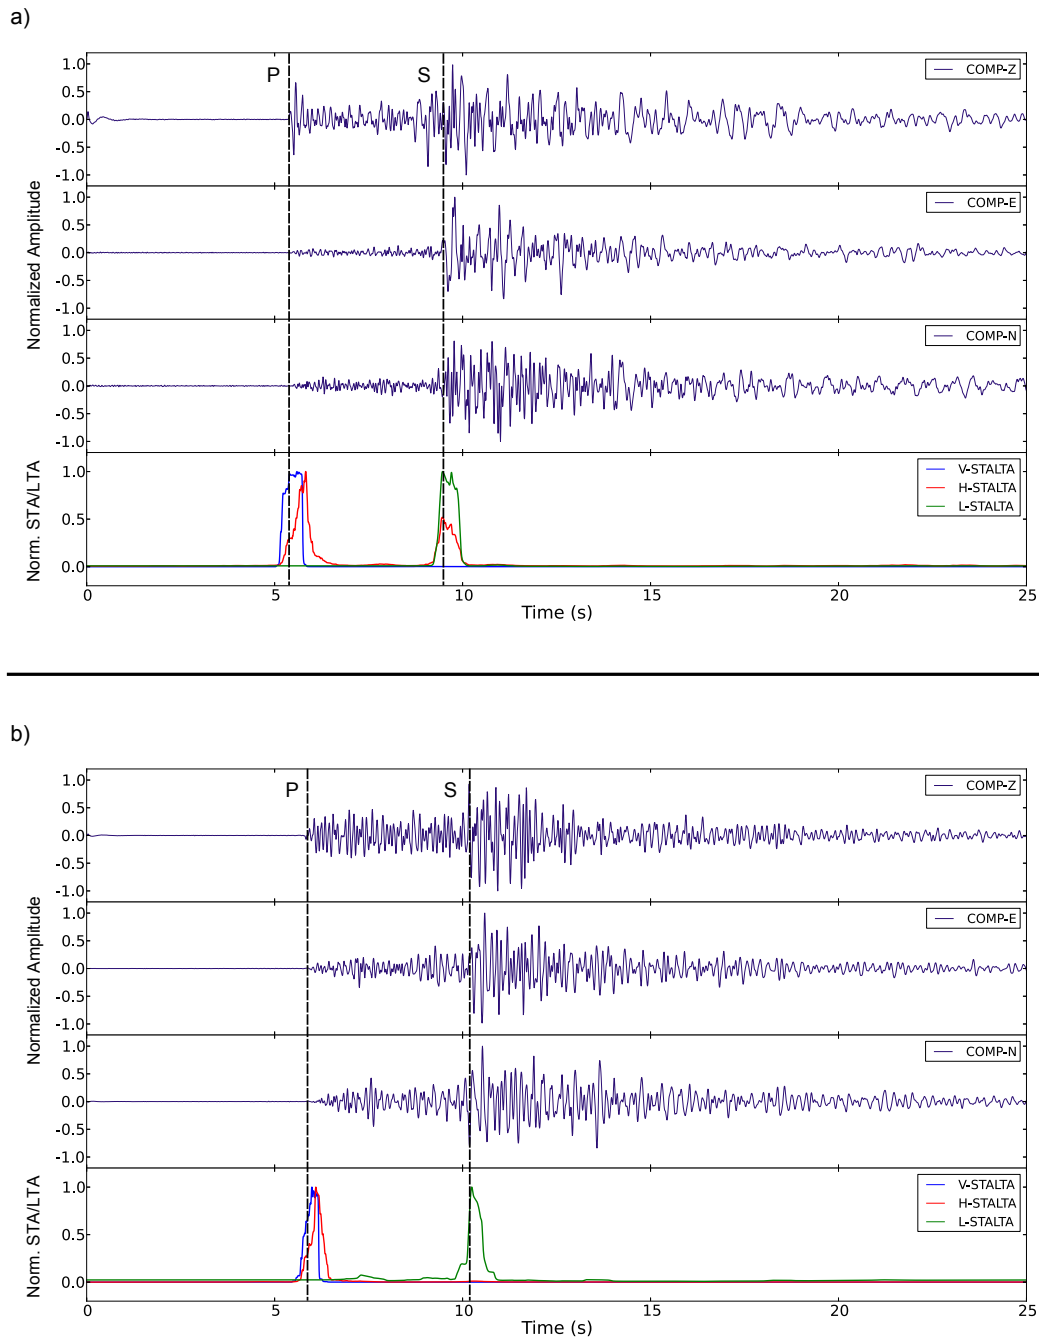 a)
P
S
COMP-Z
1.0
0.5
0.0
-0.5
-1.0
COMP-E
1.0
0.5
0.0
-0.5
-1.0
Normalized Amplitude
COMP-N
1.0
0.5
0.0
-0.5
-1.0
V-STALTA
H-STALTA
L-STALTA
1.0
0.5
0.0
Norm. STA/LTA
0 5 10 15 20 25
Time (s)
b)
P
S
COMP-Z
1.0
0.5
0.0
-0.5
-1.0
COMP-E
1.0
0.5
0.0
-0.5
-1.0
Normalized Amplitude
COMP-N
1.0
0.5
0.0
-0.5
-1.0
V-STALTA
H-STALTA
L-STALTA
1.0
0.5
0.0
Norm. STA/LTA
0 5 10 15 20 25
Time (s)